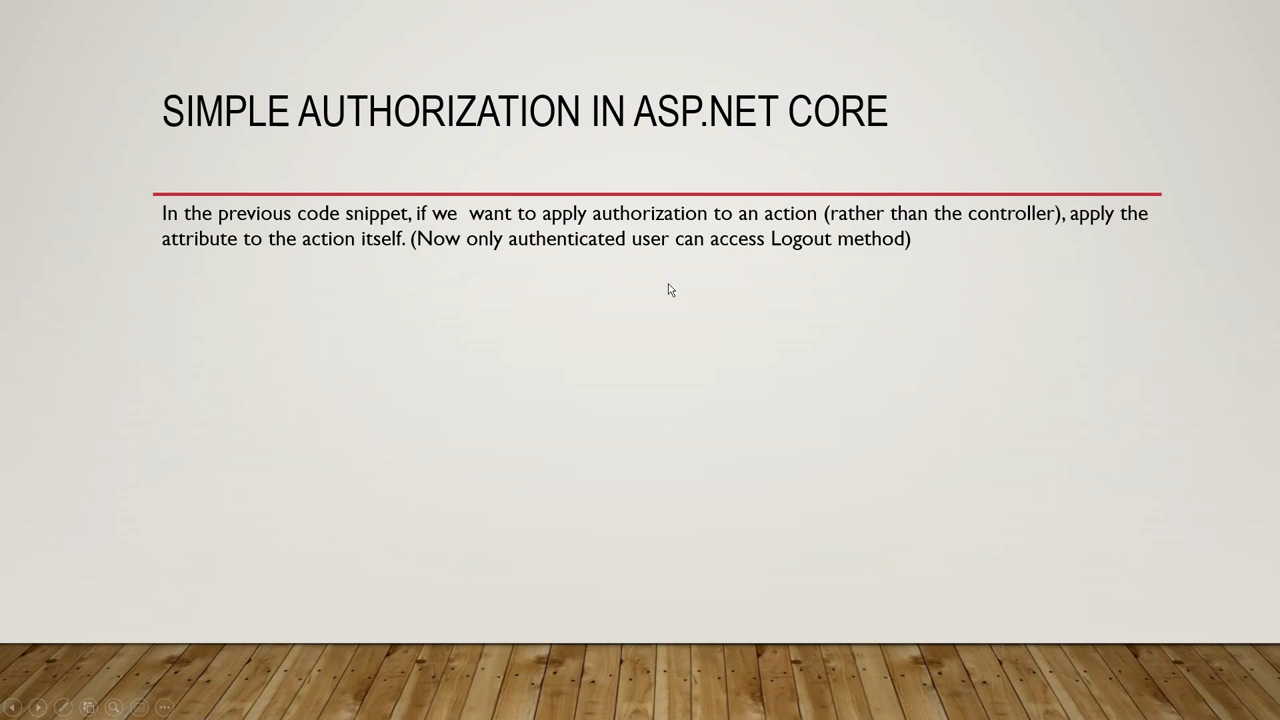 SIMPLE AUTHORIZATION IN ASP.NET CORE
In the previous code snippet, if we  want to apply authorization to an action (rather than the controller), apply the
attribute to the action itself. (Now only authenticated user can access Logout method)